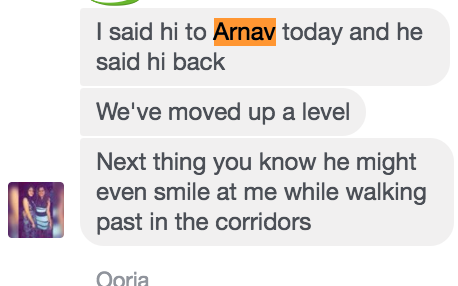 I said hi to Arnav today and he
said hi back
We've moved up a level
Next thing you know he might
even smile at me while walking
past in the corridors